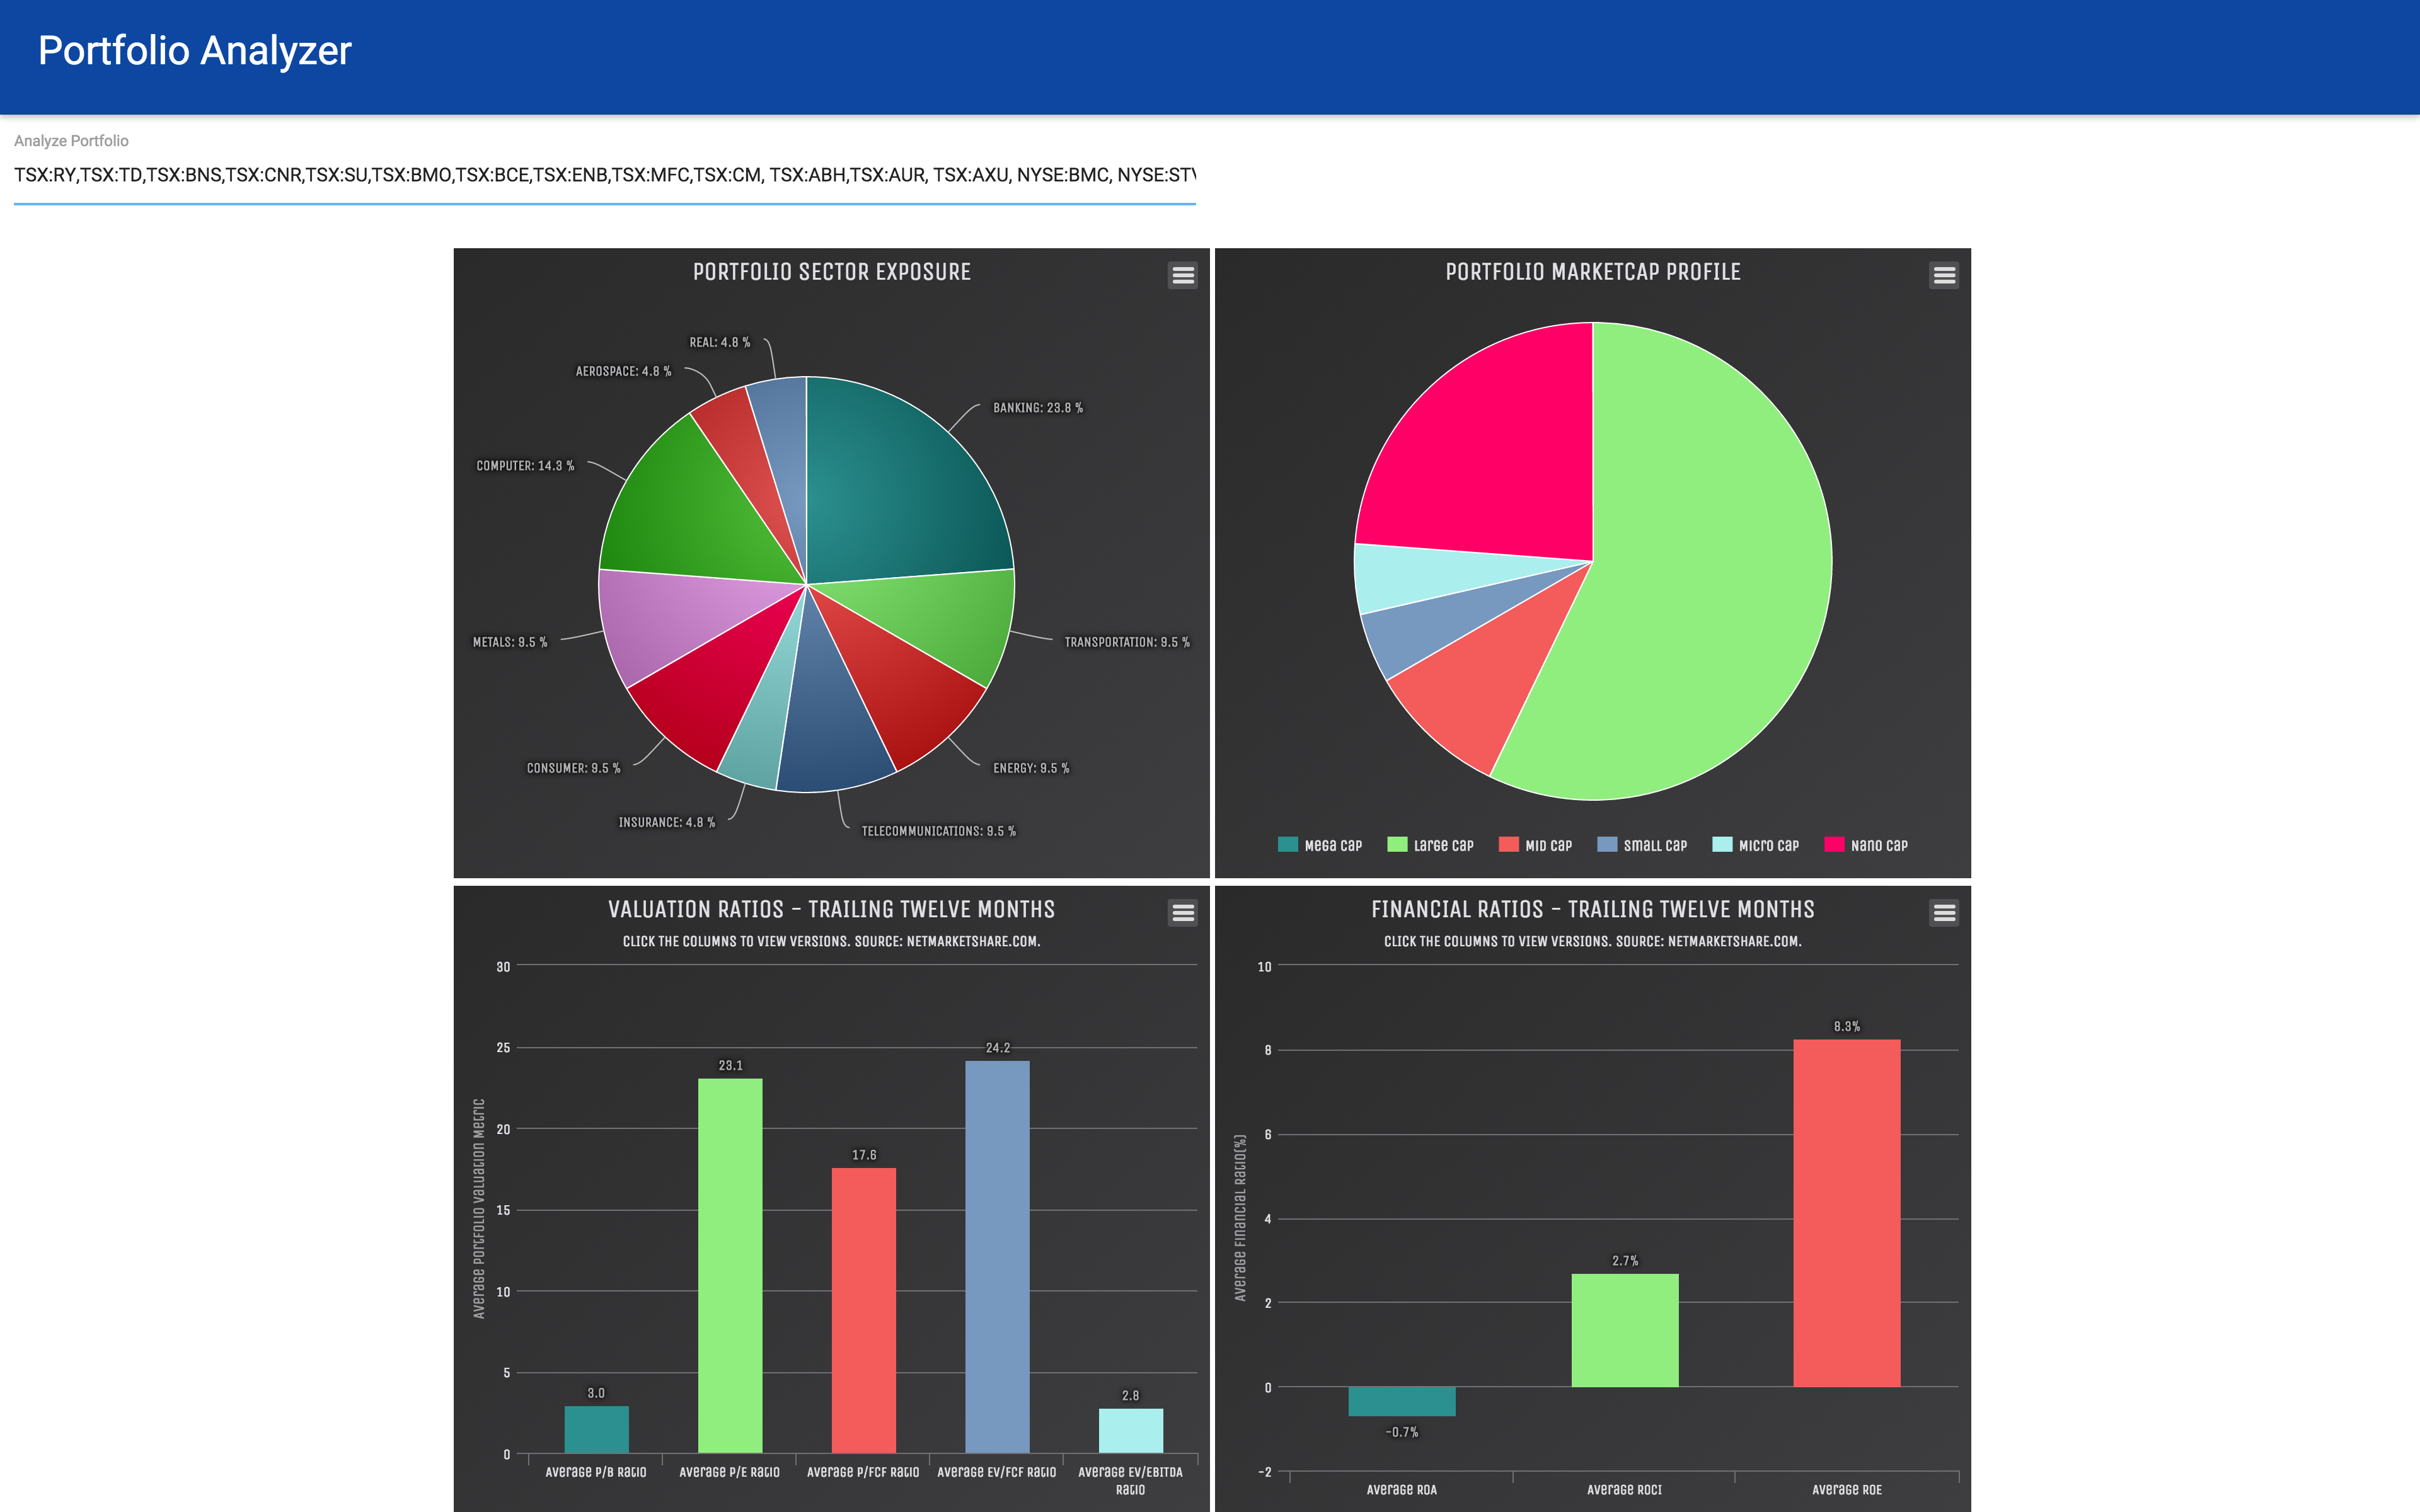 Portfolio Analyzer
Analyze Portfolio
TSX:RY,TSX:TD,TSX:BNS,TSX:CNR,TSX:SU,TSX:BMO,TSX:BCE,TSX:ENB,TSX:MFC,TSX:CM, TSX:ABH,TSX:AUR, TSX:AXU, NYSE:BMC,
PORTFOLIO SECTOR EXPOSURE
REAL: 4.8 %
AEROSPACE: 4.8 %
BANKING: 23.8 %
COMPUTER: 14.3 %
METALS: 9.5 %
TRANSPORTATION: 9.5 %
CONSUMER: 9.5 %
ENERGY: 9.5 %
INSURANCE: 4.8 %
TELECOMMUNICATIONS: 9.5 %
PORTFOLIO MARKETCAP PROFILE
Mega Cap
Large Cap
Mid Cap
Small Cap
Micro Cap
Nano Cap
VALUATION RATIOS - TRAILING TWELVE MONTHS
CLICK THE COLUMNS TO VIEW VERSIONS. SOURCE: NETMARKETSHARE.COM.
Average Portfolio Valuation Metric
30
25
20
15
10
5
0
3.0
23.1
17.6
24.2
2.8
Average P/B Ratio
Average P/E Ratio
Average P/FCF Ratio
Average EV/FCF Ratio
Average EV/EBITDA
Ratio
FINANCIAL RATIOS - TRAILING TWELVE MONTHS
CLICK THE COLUMNS TO VIEW VERSIONS. SOURCE: NETMARKETSHARE.COM.
Average Financial Ratio(%)
10
8
6
4
2
0
-2
-0.7%
2.7%
8.3%
Average ROA
Average ROCI
Average ROE